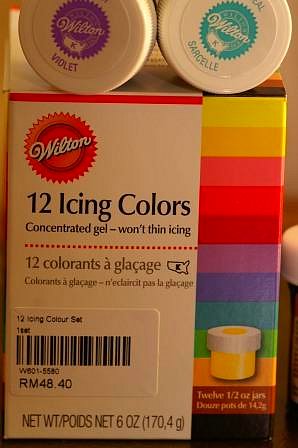 Wilton
VIOLET
Wilton
K
SARCELLE
Wilton
12 Icing Colors
Concentrated gel – won't thin icing
12 colorants à glaçage
Colorants à glaçage – n'eclaircit pas la glaçage
12 Icing Colour Set
1set
W601-5580
RM48.40
Twelve 1/2 oz jars
Douze pots de 14,2g
NET WT/POIDS NET 6 OZ (170,4 g)